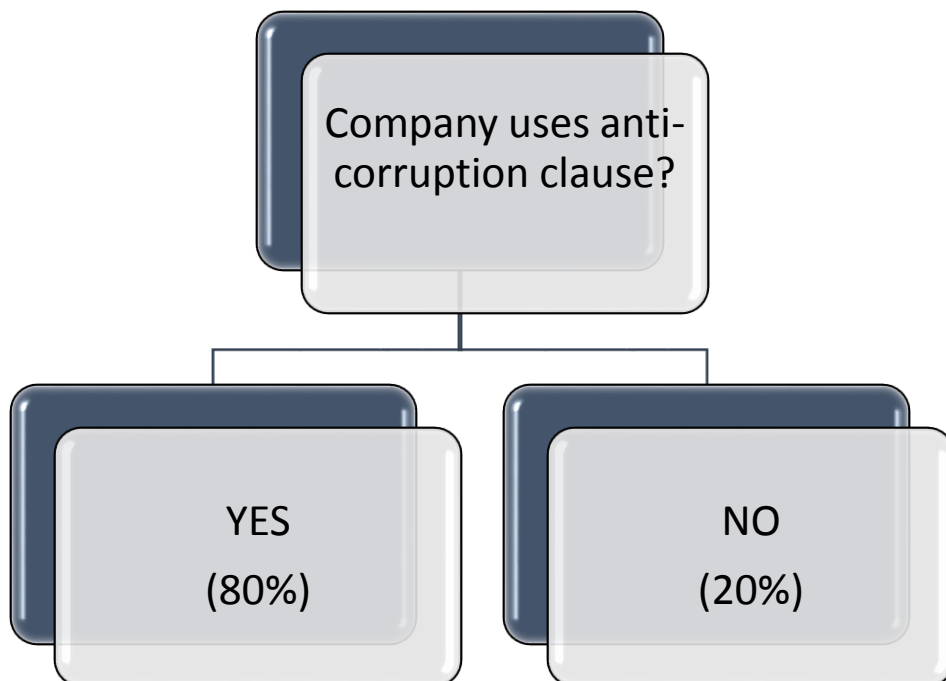 Company uses anti-
corruption clause?
YES
(80%)
NO
(20%)